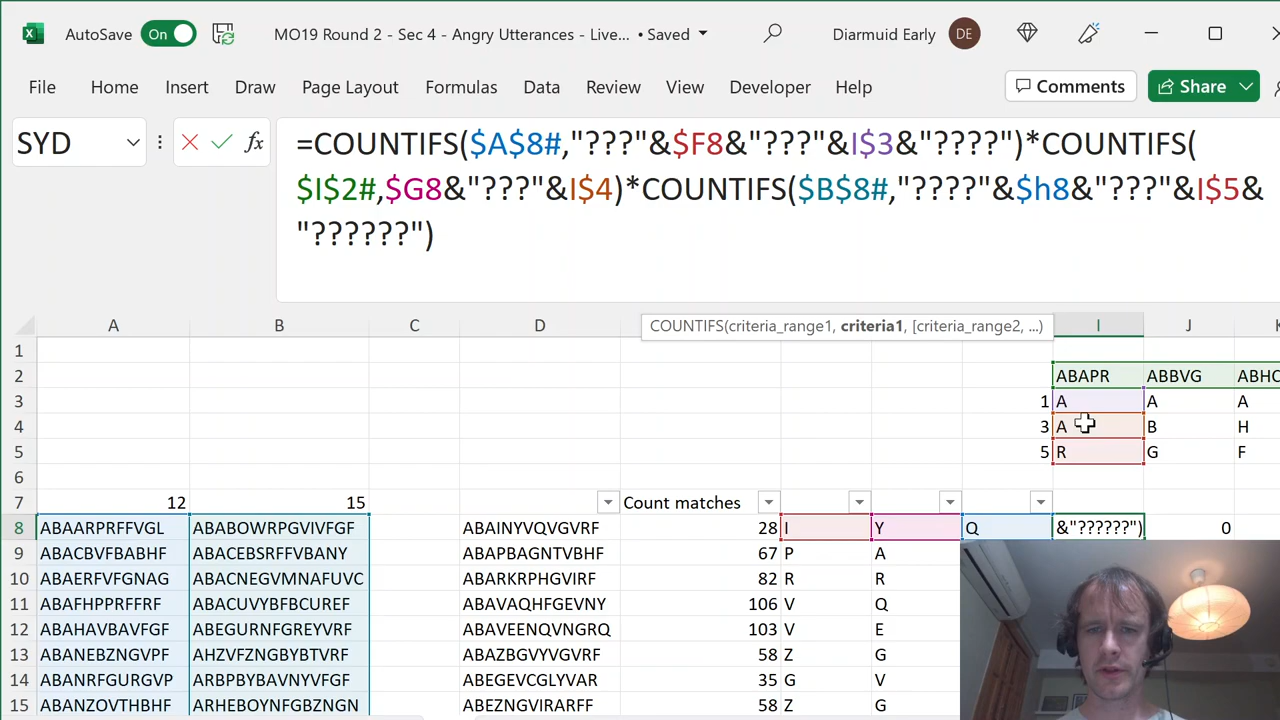 AutoSave On MO19 Round 2 - Sec 4 - Angry Utterances - Live... • Saved Diarmuid Early DE
File Home Insert Draw Page Layout Formulas Data Review View Developer Help Comments Share
SYD fx =COUNTIFS($A$8#,"???"&$F8&"???"&I$3&"????")*COUNTIFS(
$I$2#,$G8&"???"&I$4)*COUNTIFS($B$8#,"????"&$h8&"???"&I$5&
"??????")
COUNTIFS(criteria_range1, criteria1, [criteria_range2, ...)
A B C D I J K
1
2 ABAPR ABBVG ABHO
3 1 A A A
4 3 A B H
5 5 R G F
6
7 12 15 Count matches
8 ABAARPRFFVGL ABABOWRPGVIVFGF ABAINYVQVGVRF 28 I Y Q &"??????") 0
9 ABACBVFBABHF ABACEBSRFFVBANY ABAPBAGNTVBHF 67 P A
10 ABAERFVFGNAG ABACNEGVMNAFUVC ABARKRPHGVIRF 82 R R
11 ABAFHPPRFFRF ABACUVYBFBCUREF ABAVAQHFGEVNY 106 V Q
12 ABAHAVBAVFGF ABEGURNFGREYVRF ABAVEENQVNGRQ 103 V E
13 ABANEBZNGVPF AHZVFZNGBYBTVRF ABAZBGVYVGVRF 58 Z G
14 ABANRFGURGVP ARBPBYBAVNYVFGF ABEGEVCGLYVAR 35 G V
15 ABANZOVTHBHF ARHEBOYNFGBZNGN ABEZNGVIRARFF 58 Z G